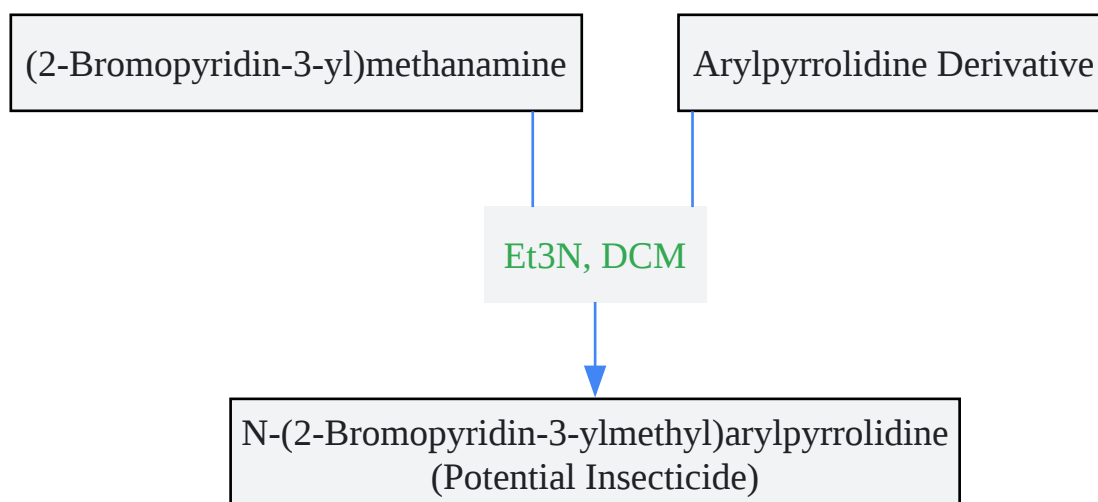 (2-Bromopyridin-3-yl)methanamine
Arylpyrrolidine Derivative
Et3N, DCM
N-(2-Bromopyridin-3-ylmethyl)arylpyrrolidine
(Potential Insecticide)